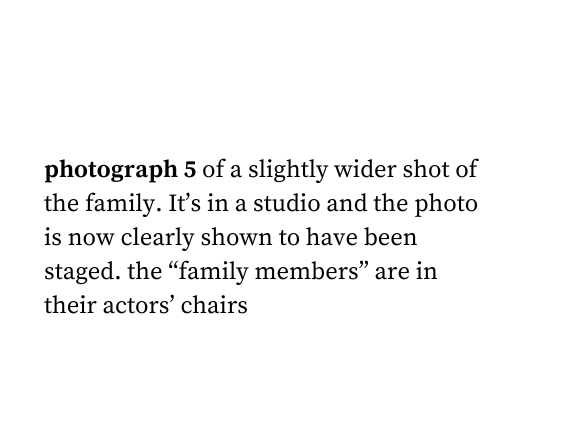 photograph 5 of a slightly wider shot of
the family. It’s in a studio and the photo
is now clearly shown to have been
staged. the “family members” are in
their actors’ chairs